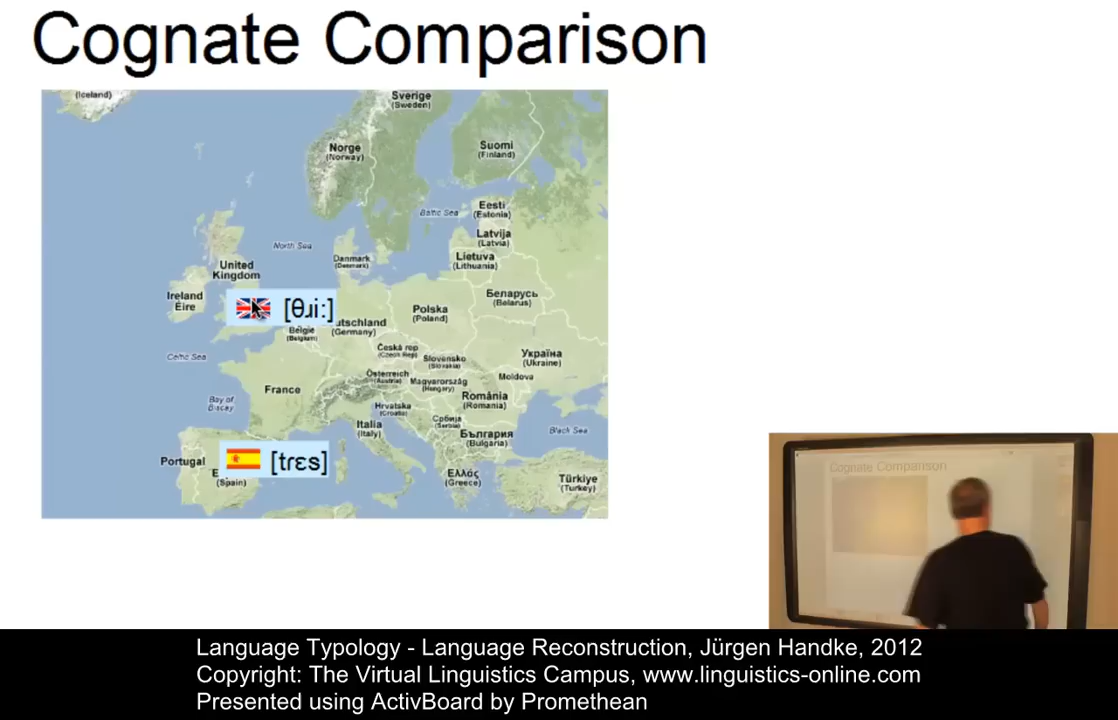 Cognate Comparison
(Iceland)
Sverige
(Sweden)
Norge
(Norway)
Suomi
(Finland)
Baltic Sea
Eesti
(Estonia)
Latvija
(Latvia)
North Sea
Danmark
(Denmark)
Lietuva
(Lithuania)
United
Kingdom
Ireland
Éire
[θɹiː]
Polska
(Poland)
Беларусь
(Belarus)
utschland
(Germany)
België
(Belgium)
Celtic Sea
Česká rep
(Czech Rep)
Slovensko
(Slovakia)
Україна
(Ukraine)
Österreich
(Austria)
Magyarország
(Hungary)
Moldova
France
Bay of
Biscay
România
(Romania)
Hrvatska
(Croatia)
Србија
(Serbia)
Italia
(Italy)
България
(Bulgaria)
Black Sea
Portugal
E
(Spain)
[trɛs]
Ελλάς
(Greece)
Türkiye
(Turkey)
Cognate Comparison
Language Typology - Language Reconstruction, Jürgen Handke, 2012
Copyright: The Virtual Linguistics Campus, www.linguistics-online.com
Presented using ActivBoard by Promethean